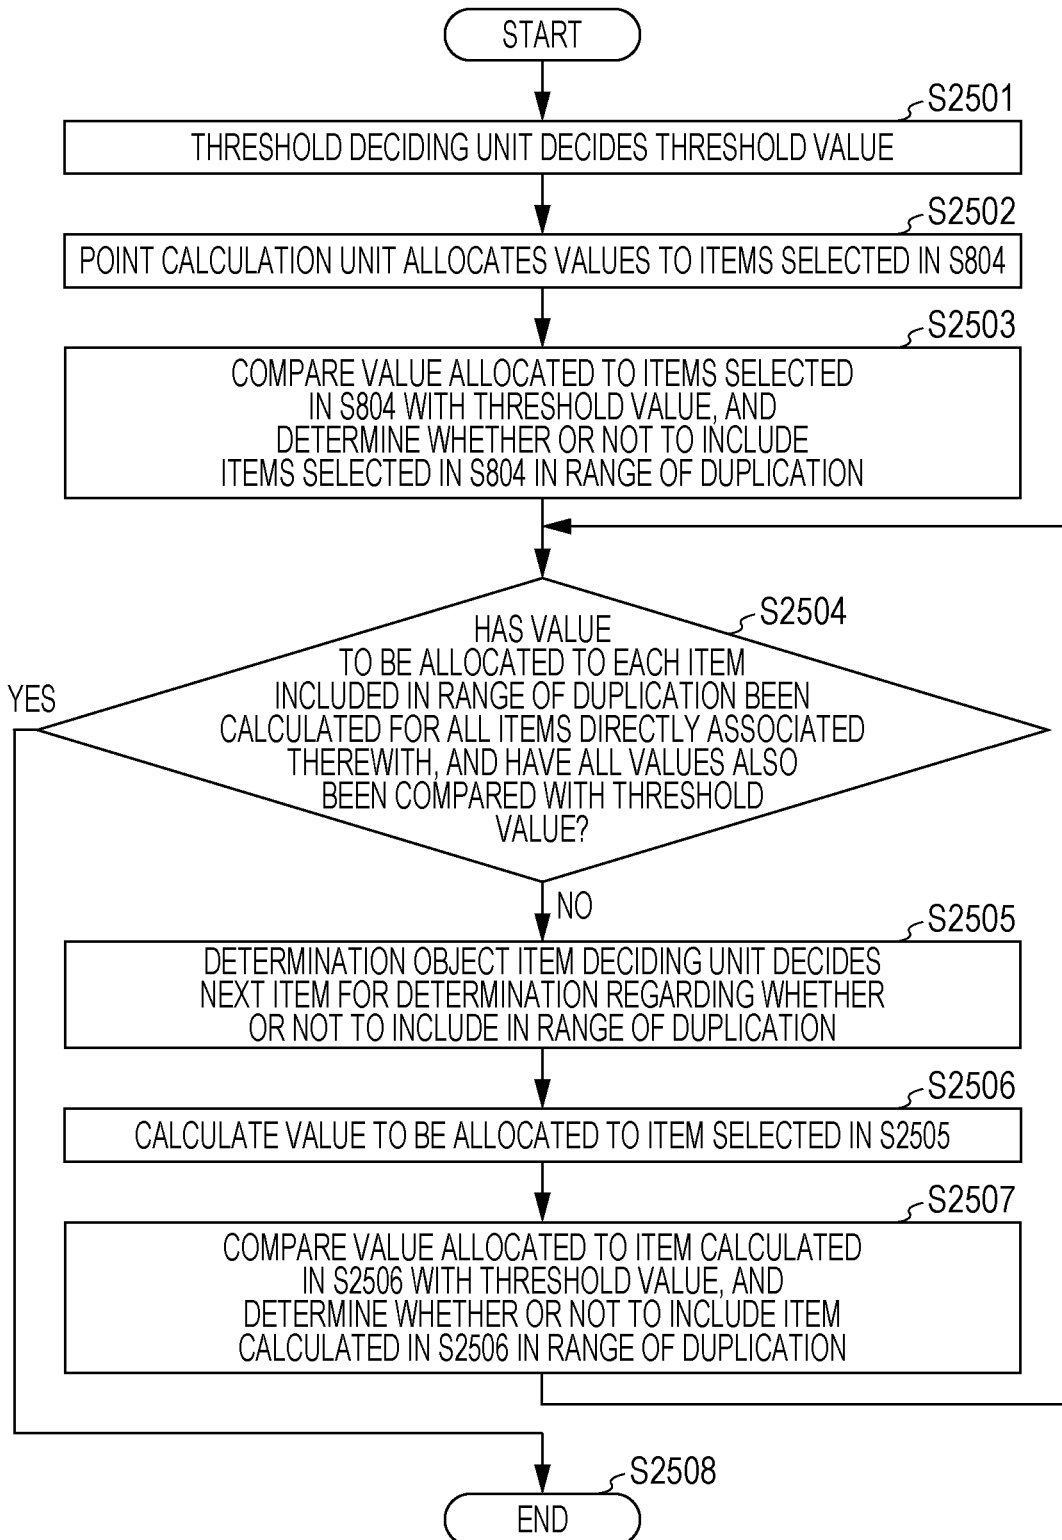 START
S2501
THRESHOLD DECIDING UNIT DECIDES THRESHOLD VALUE
S2502
POINT CALCULATION UNIT ALLOCATES VALUES TO ITEMS SELECTED IN S804
S2503
COMPARE VALUE ALLOCATED TO ITEMS SELECTED
IN S804 WITH THRESHOLD VALUE, AND
DETERMINE WHETHER OR NOT TO INCLUDE
ITEMS SELECTED IN S804 IN RANGE OF DUPLICATION
S2504
HAS VALUE
TO BE ALLOCATED TO EACH ITEM
INCLUDED IN RANGE OF DUPLICATION BEEN
CALCULATED FOR ALL ITEMS DIRECTLY ASSOCIATED
THEREWITH, AND HAVE ALL VALUES ALSO
BEEN COMPARED WITH THRESHOLD
VALUE?
YES
NO
S2505
DETERMINATION OBJECT ITEM DECIDING UNIT DECIDES
NEXT ITEM FOR DETERMINATION REGARDING WHETHER
OR NOT TO INCLUDE IN RANGE OF DUPLICATION
S2506
CALCULATE VALUE TO BE ALLOCATED TO ITEM SELECTED IN S2505
S2507
COMPARE VALUE ALLOCATED TO ITEM CALCULATED
IN S2506 WITH THRESHOLD VALUE, AND
DETERMINE WHETHER OR NOT TO INCLUDE ITEM
CALCULATED IN S2506 IN RANGE OF DUPLICATION
S2508
END